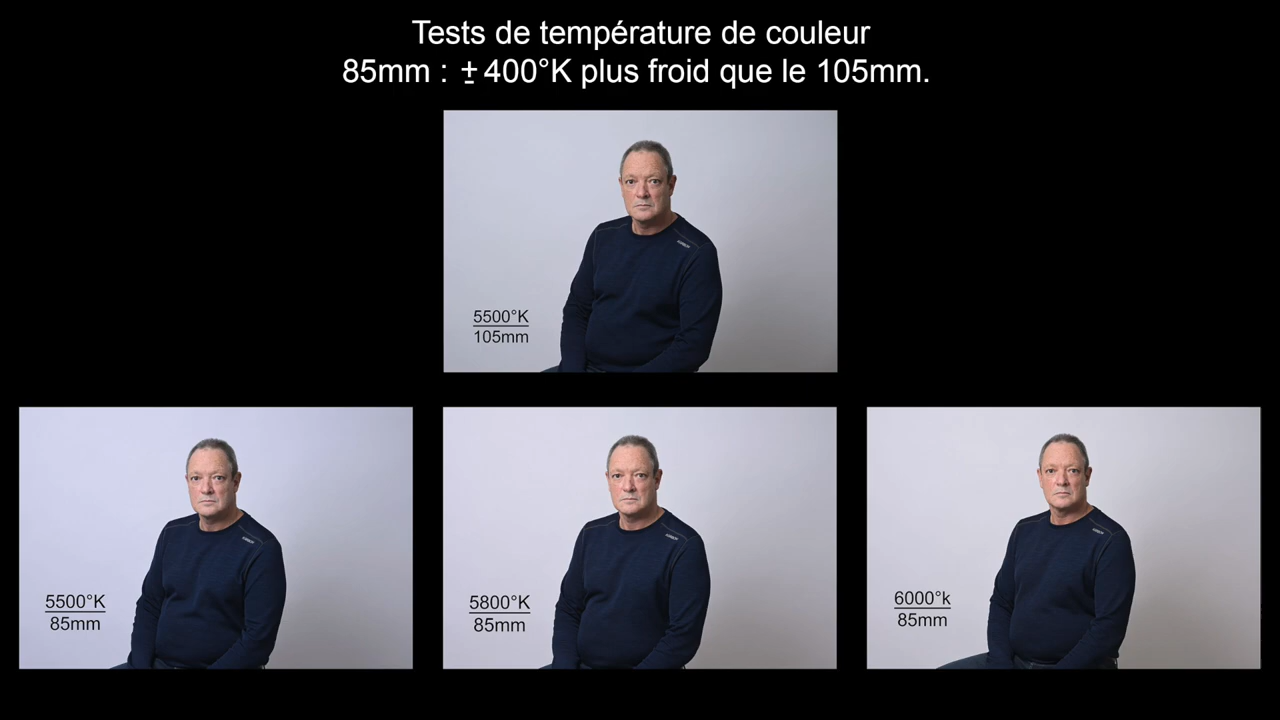 Tests de température de couleur
85mm : ±400°K plus froid que le 105mm.
5500°K
105mm
5500°K
85mm
5800°K
85mm
6000°k
85mm